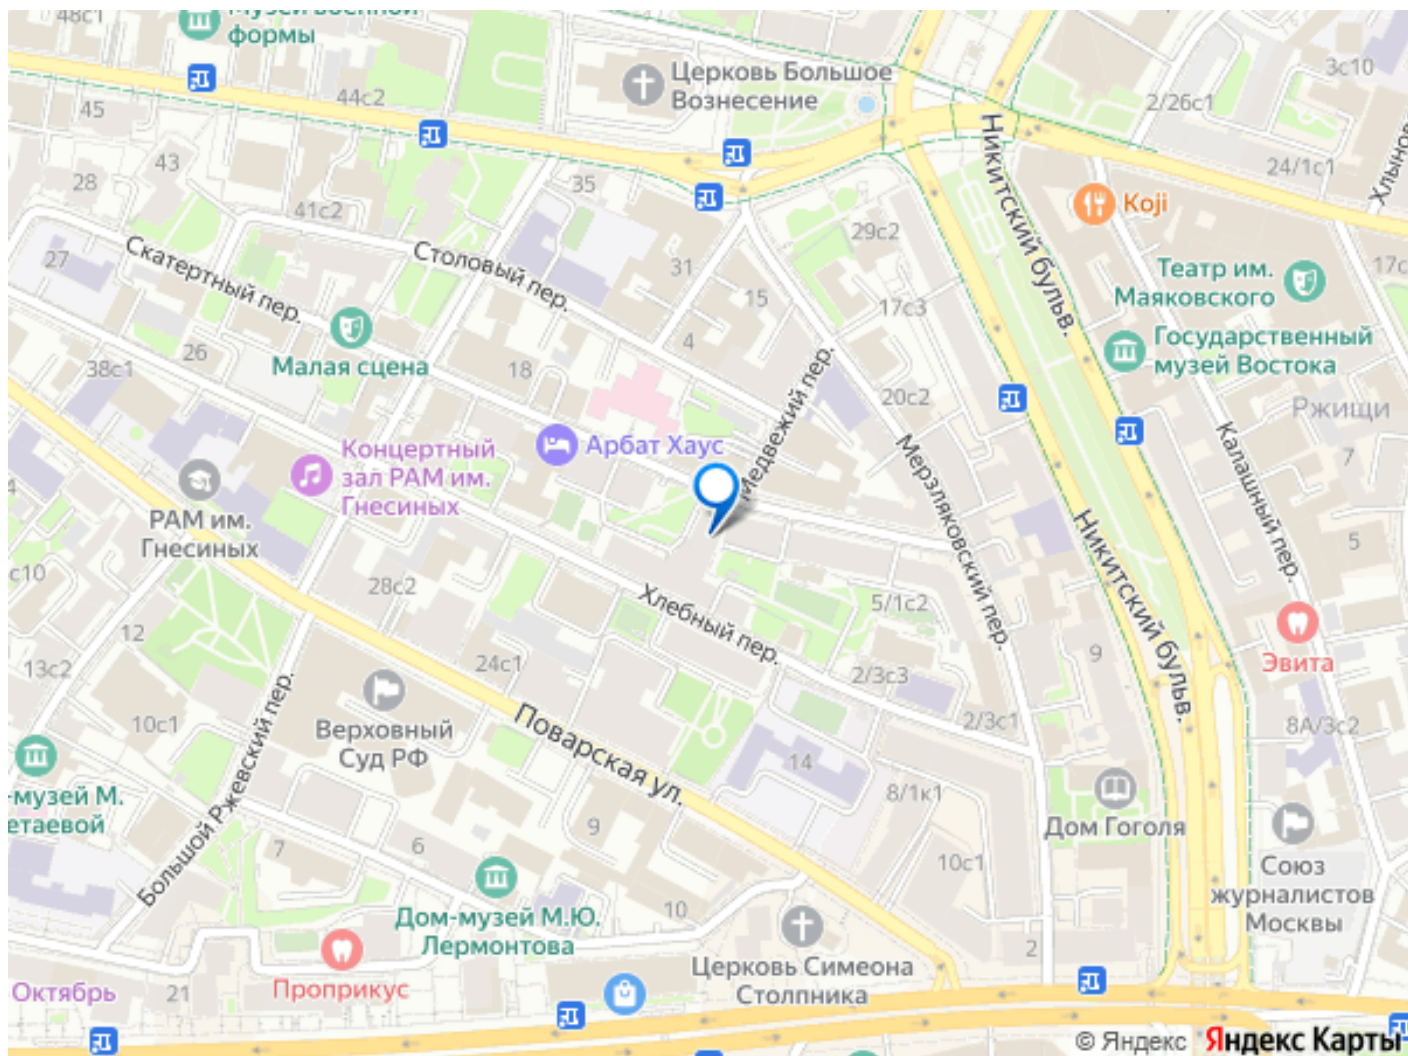 48с1
Музей военной
формы
45
44с2
Церковь Большое
Вознесение
3с10
2/26с1
24/1с1
43
28
41с2
35
Никитский бульв.
Koji
29с2
27
Скатертный пер.
Столовый пер.
31
15
17с3
Театр им.
Маяковского
17с
Государственный
музей Востока
26
38с1
Малая сцена
18
4
Медвежий пер.
20с2
Ржищи
Концертный
зал РАМ им.
Гнесиных
Арбат Хаус
Мерзляковский пер.
Калашный пер.
7
РАМ им.
Гнесиных
5
с10
28с2
Хлебный пер.
5/1с2
Никитский бульв.
12
13с2
24с1
2/3с3
9
Эвита
10с1
Большой Ржевский пер.
Верховный
Суд РФ
Поварская ул.
2/3с1
8А/3с2
14
-музей М.
етаевой
8/1к1
Дом Гоголя
9
7
6
10с1
Союз
журналистов
Москвы
Дом-музей М.Ю.
Лермонтова
10
2
Церковь Симеона
Столпника
Октябрь
21
Проприкус
© Яндекс Яндекс Карты